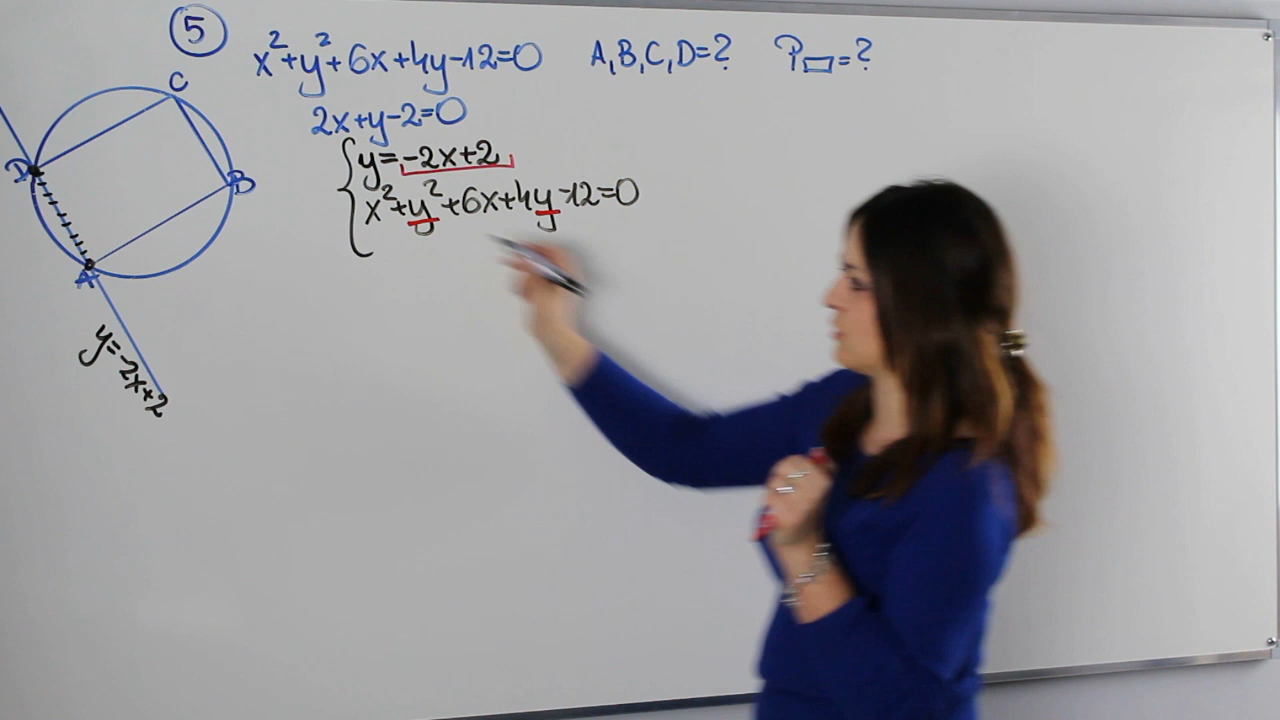 5
x²+y²+6x+4y-12=0 A,B,C,D=? P▭=?
2x+y-2=0
y=-2x+2
x²+y²+6x+4y-12=0
C
D
B
A
y=-2x+2